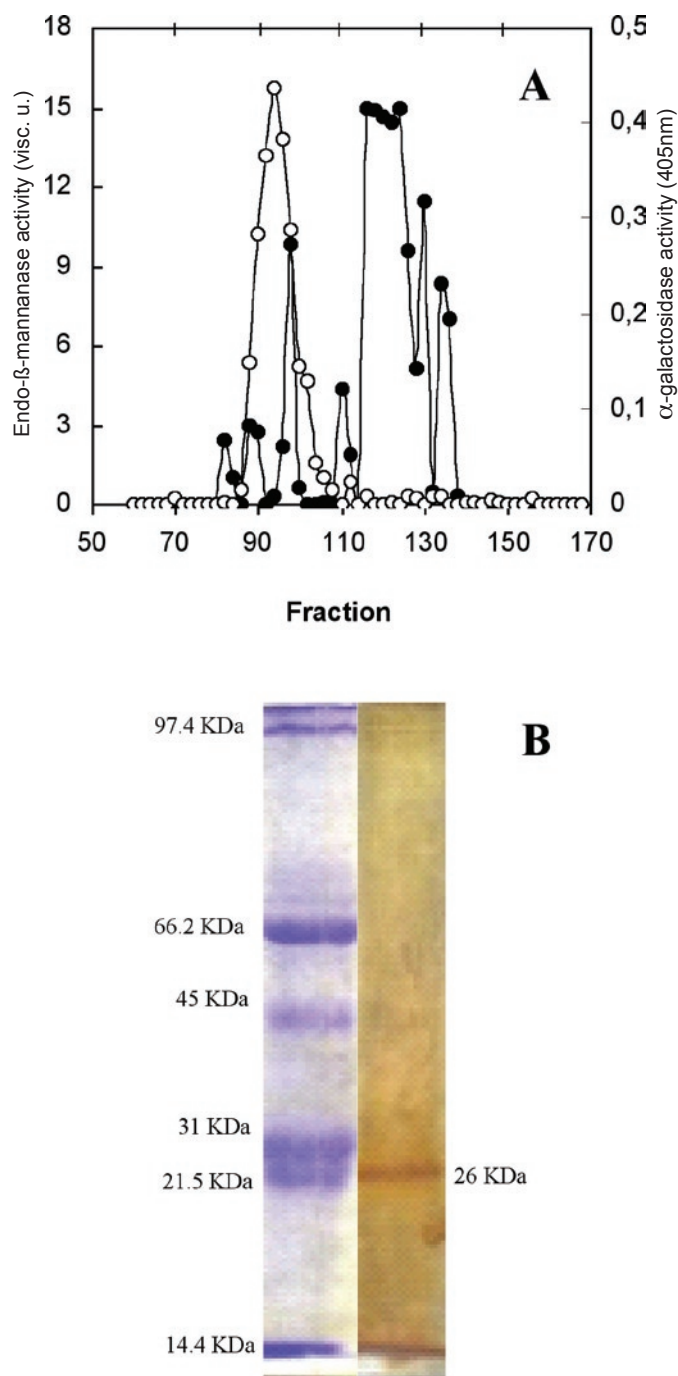 A
Endo-ß-mannanase activity (visc. u.)
18
15
12
9
6
3
0
0,5
0,4
0,3
0,2
0,1
0
α-galactosidase activity (405nm)
50 70 90 110 130 150 170
Fraction
B
97.4 KDa
66.2 KDa
45 KDa
31 KDa
21.5 KDa
26 KDa
14.4 KDa